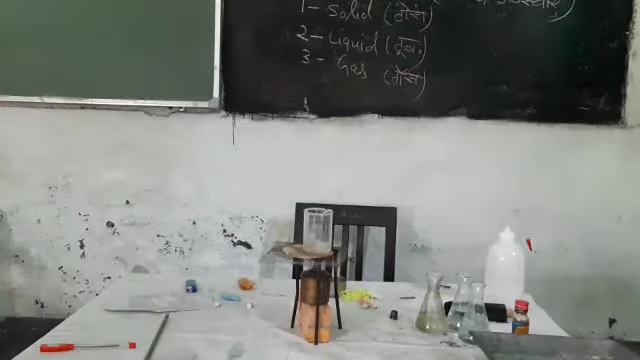 1- Solid (ठोस)
2- Liquid (द्रव)
3- Gas (गैस)